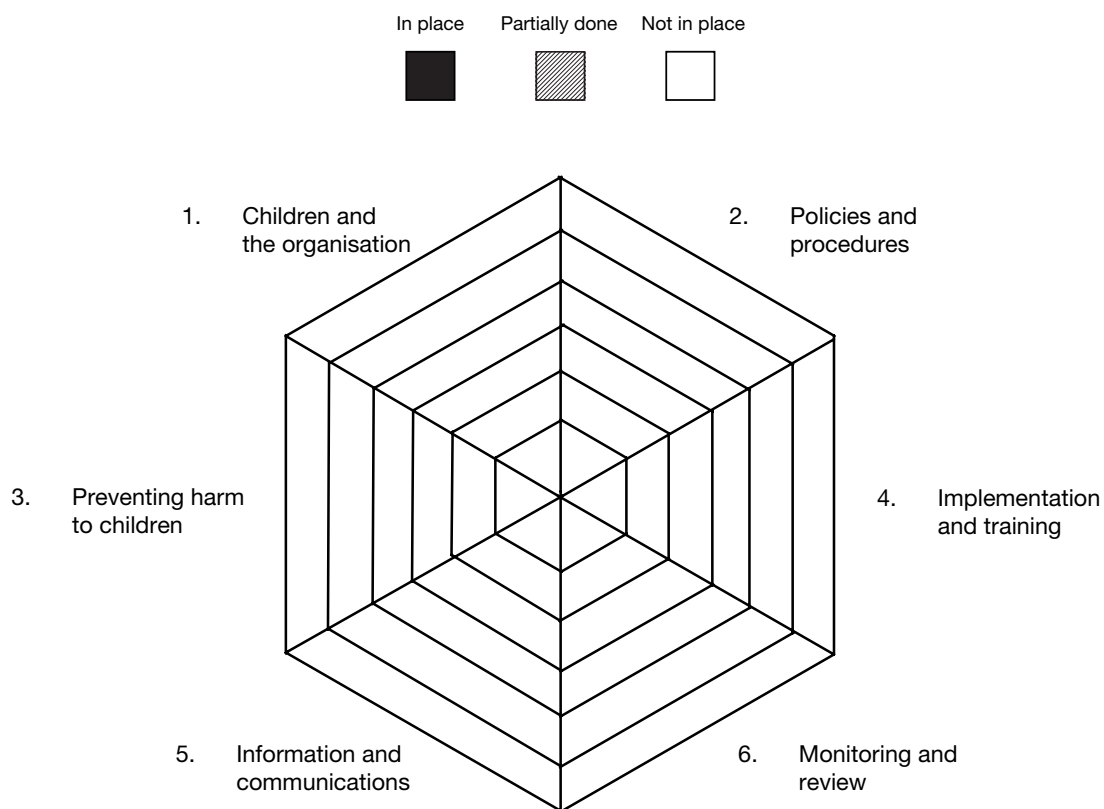 In place Partially done Not in place
1. Children and
the organisation
2. Policies and
procedures
3. Preventing harm
to children
4. Implementation
and training
5. Information and
communications
6. Monitoring and
review